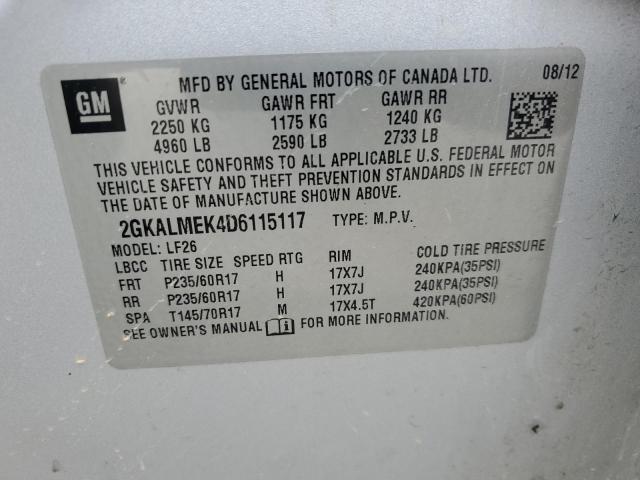 GM
MFD BY GENERAL MOTORS OF CANADA LTD. 08/12
GVWR GAWR FRT GAWR RR
2250 KG 1175 KG 1240 KG
4960 LB 2590 LB 2733 LB
THIS VEHICLE CONFORMS TO ALL APPLICABLE U.S. FEDERAL MOTOR
VEHICLE SAFETY AND THEFT PREVENTION STANDARDS IN EFFECT ON
THE DATE OF MANUFACTURE SHOWN ABOVE.
2GKALMEK4D6115117 TYPE: M.P.V.
MODEL: LF26
LBCC TIRE SIZE SPEED RTG RIM COLD TIRE PRESSURE
FRT P235/60R17 H 17X7J 240KPA(35PSI)
RR P235/60R17 H 17X7J 240KPA(35PSI)
SPA T145/70R17 M 17X4.5T 420KPA(60PSI)
SEE OWNER'S MANUAL FOR MORE INFORMATION.